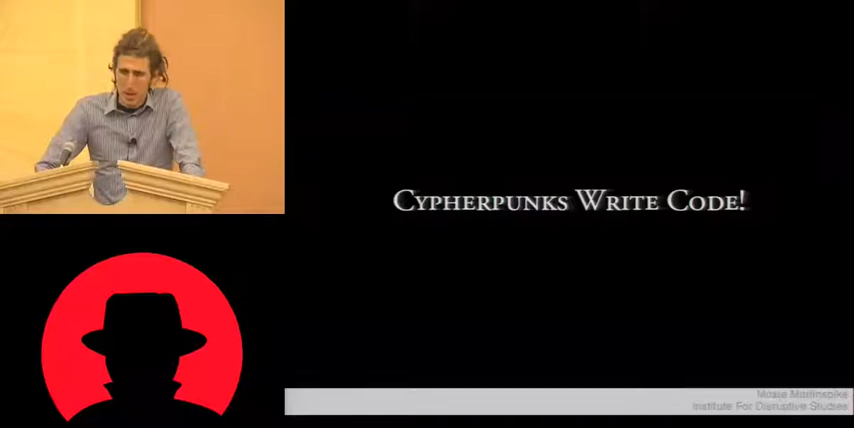 Cypherpunks Write Code!
Moxie Marlinspike
Institute For Disruptive Studies